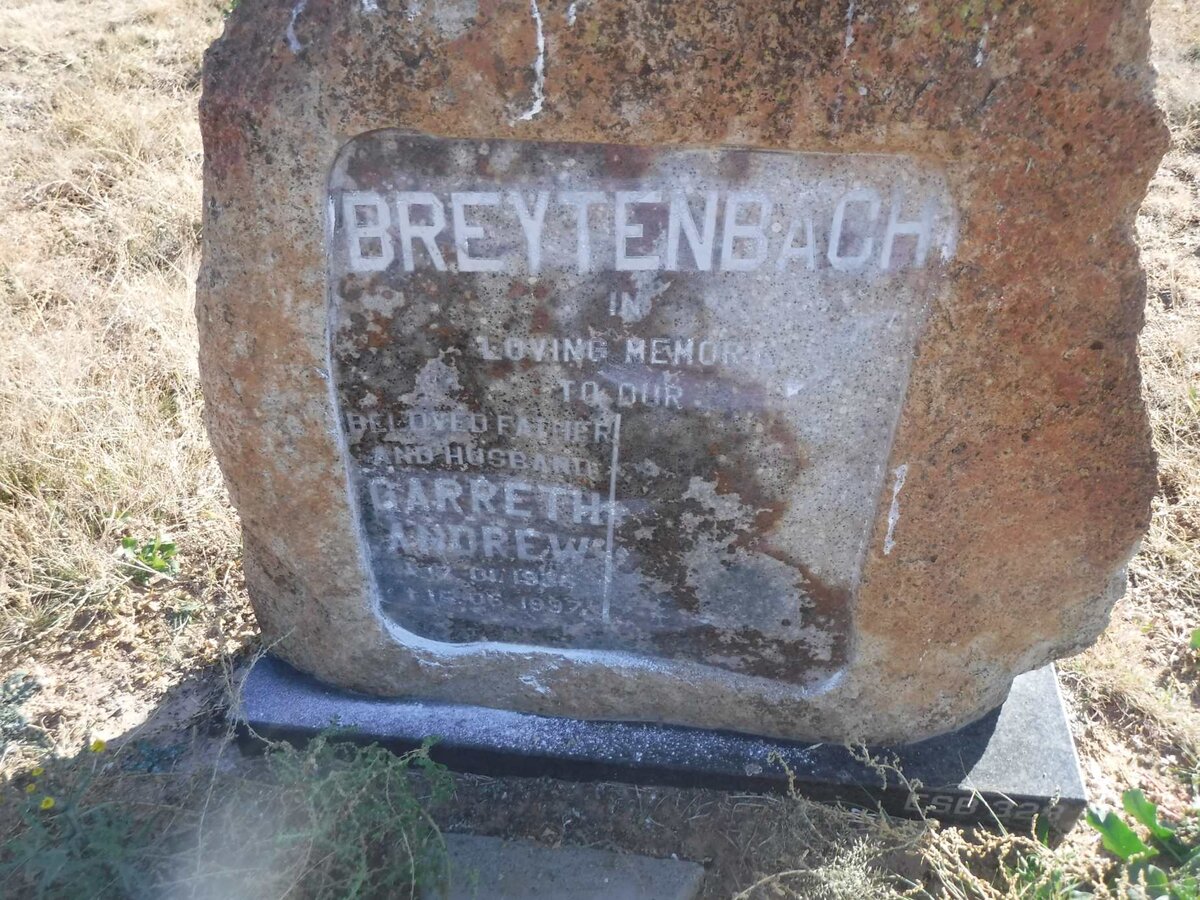 BREYTENBACH
IN
LOVING MEMORY
TO OUR
BELOVED FATHER
AND HUSBAND
GARRETH
ANDREW